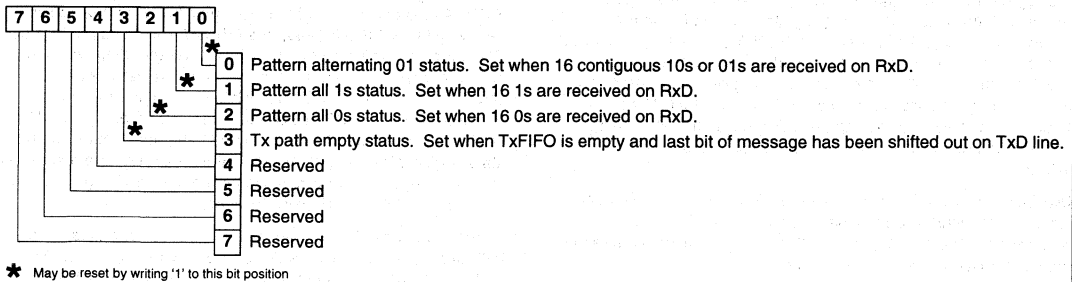 7 6 5 4 3 2 1 0
* 0 Pattern alternating 01 status. Set when 16 contiguous 10s or 01s are received on RxD.
* 1 Pattern all 1s status. Set when 16 1s are received on RxD.
* 2 Pattern all 0s status. Set when 16 0s are received on RxD.
* 3 Tx path empty status. Set when TxFIFO is empty and last bit of message has been shifted out on TxD line.
4 Reserved
5 Reserved
6 Reserved
7 Reserved
* May be reset by writing '1' to this bit position